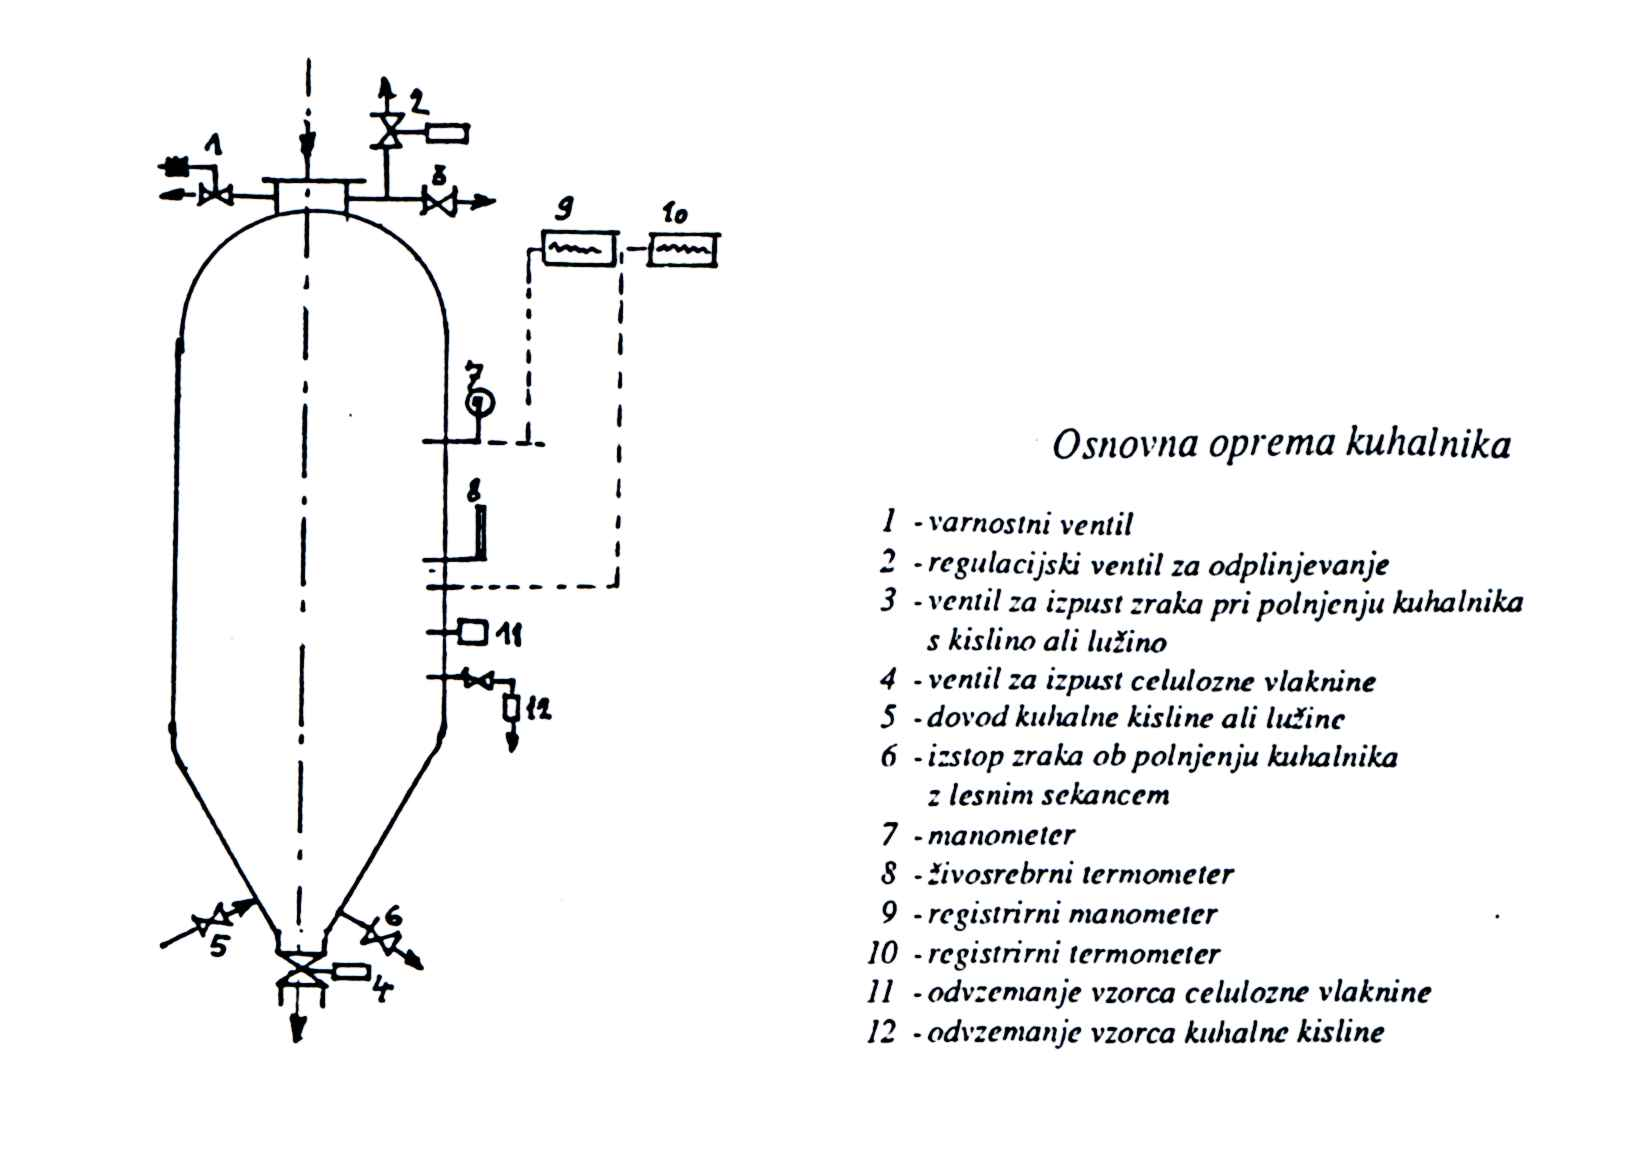 1
2
3
9
10
7
8
11
12
5
6
4
Osnovna oprema kuhalnika
1 - varnostni ventil
2 - regulacijski ventil za odplinjevanje
3 - ventil za izpust zraka pri polnjenju kuhalnika
s kislino ali lužino
4 - ventil za izpust celulozne vlaknine
5 - dovod kuhalne kisline ali lužine
6 - izstop zraka ob polnjenju kuhalnika
z lesnim sekancem
7 - manometer
8 - živosrebrni termometer
9 - registrirni manometer
10 - registrirni termometer
11 - odvzemanje vzorca celulozne vlaknine
12 - odvzemanje vzorca kuhalne kisline